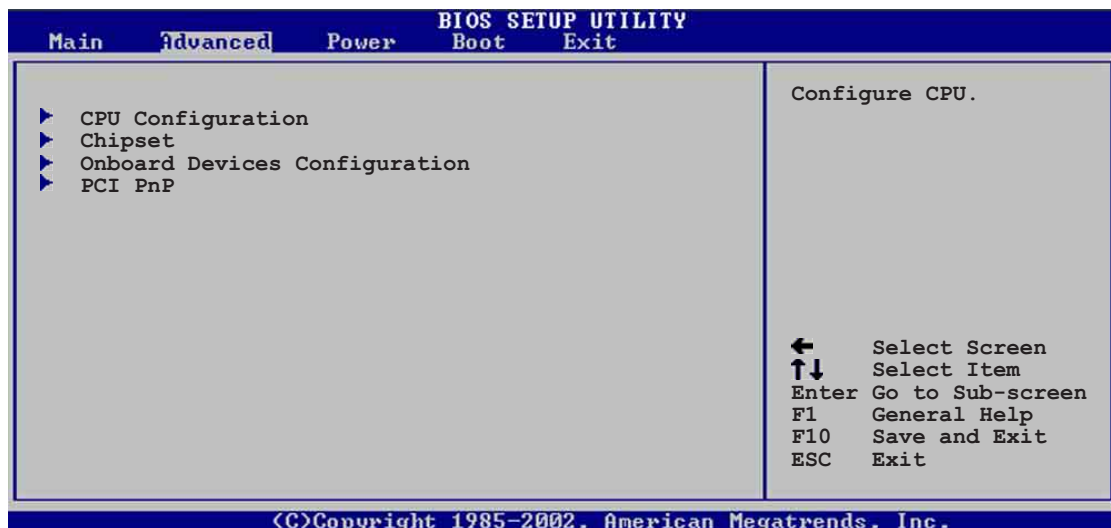 BIOS SETUP UTILITY
Main Advanced Power Boot Exit
CPU Configuration
Chipset
Onboard Devices Configuration
PCI PnP
Configure CPU.
← Select Screen
↑↓ Select Item
Enter Go to Sub-screen
F1 General Help
F10 Save and Exit
ESC Exit
(C)Copyright 1985-2002, American Megatrends, Inc.